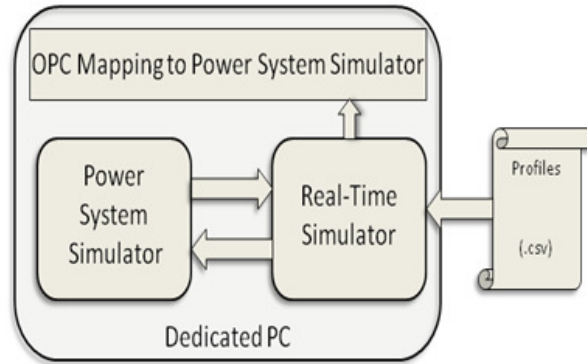 OPC Mapping to Power System Simulator
Power
System
Simulator
Real-Time
Simulator
Profiles
(.csv)
Dedicated PC